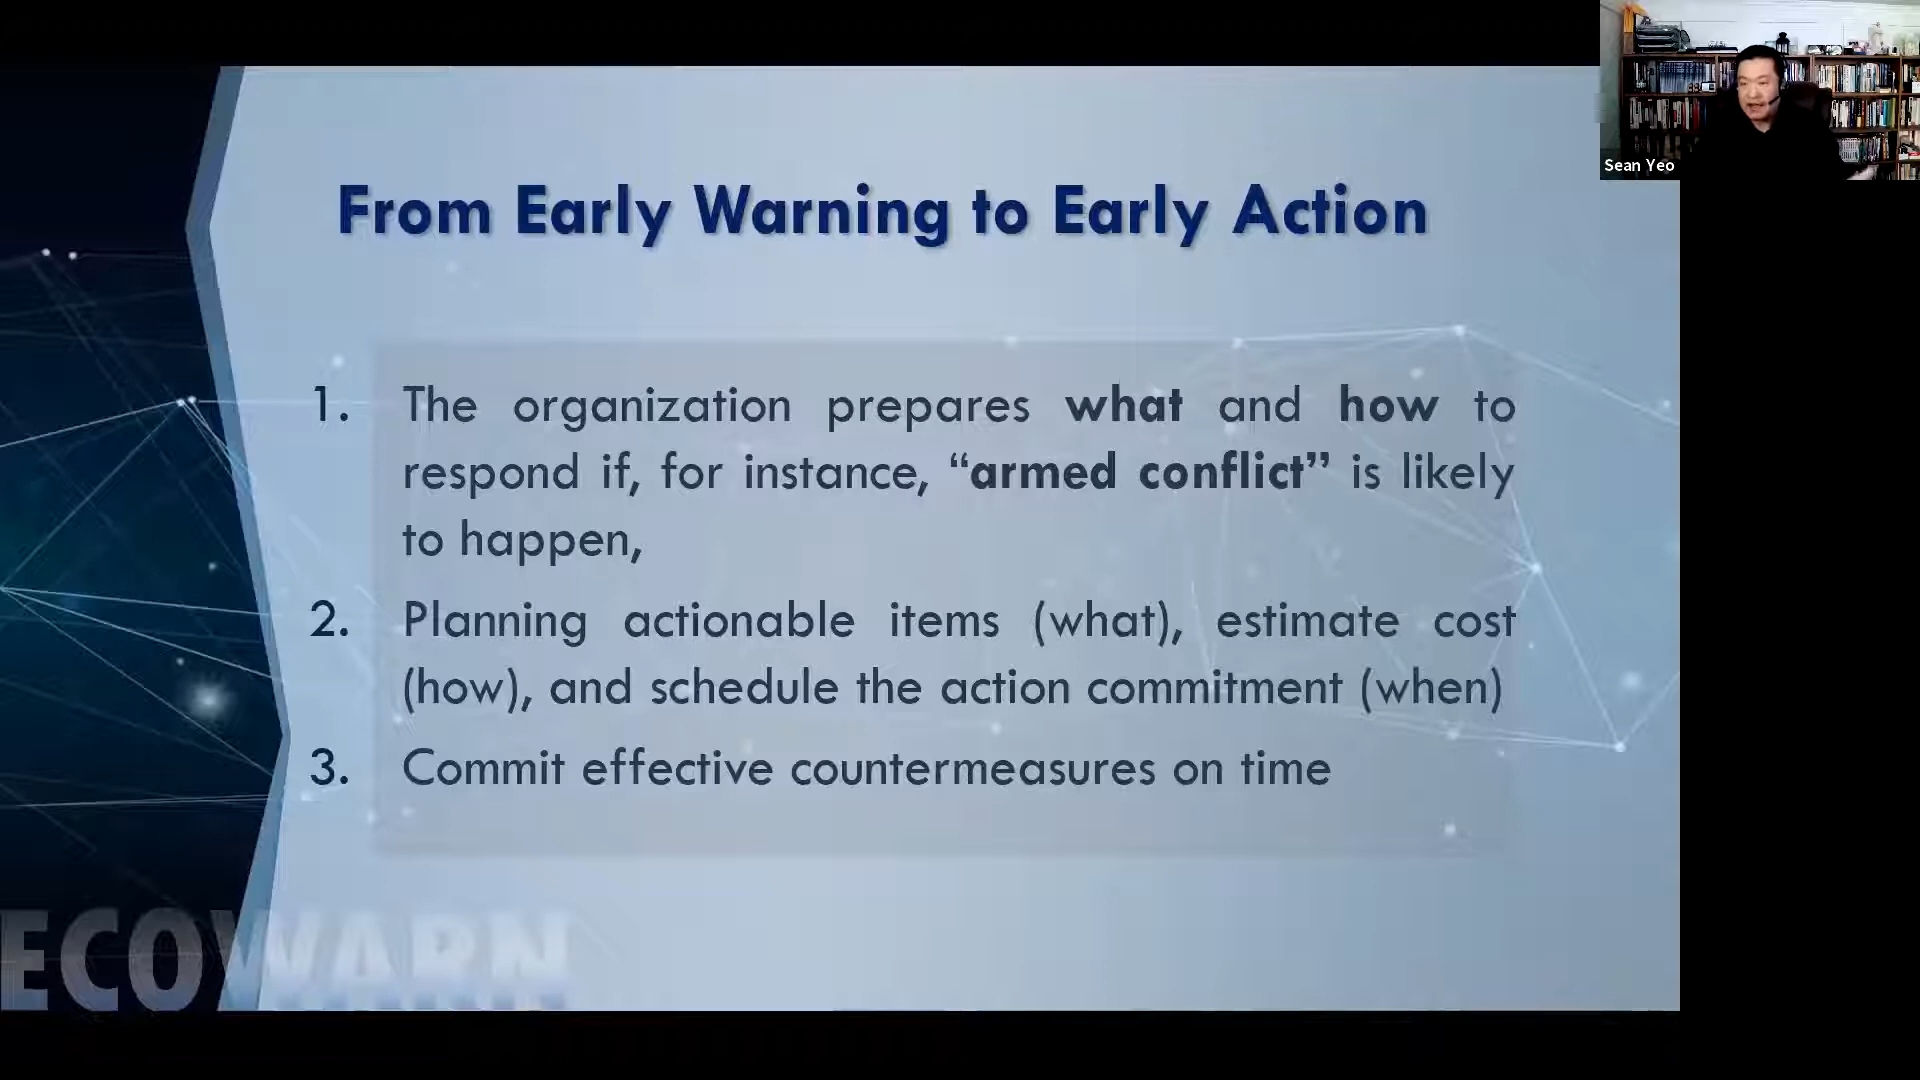 Sean Yeo
From Early Warning to Early Action
1. The organization prepares what and how to
respond if, for instance, “armed conflict” is likely
to happen,
2. Planning actionable items (what), estimate cost
(how), and schedule the action commitment (when)
3. Commit effective countermeasures on time
ECOWARN